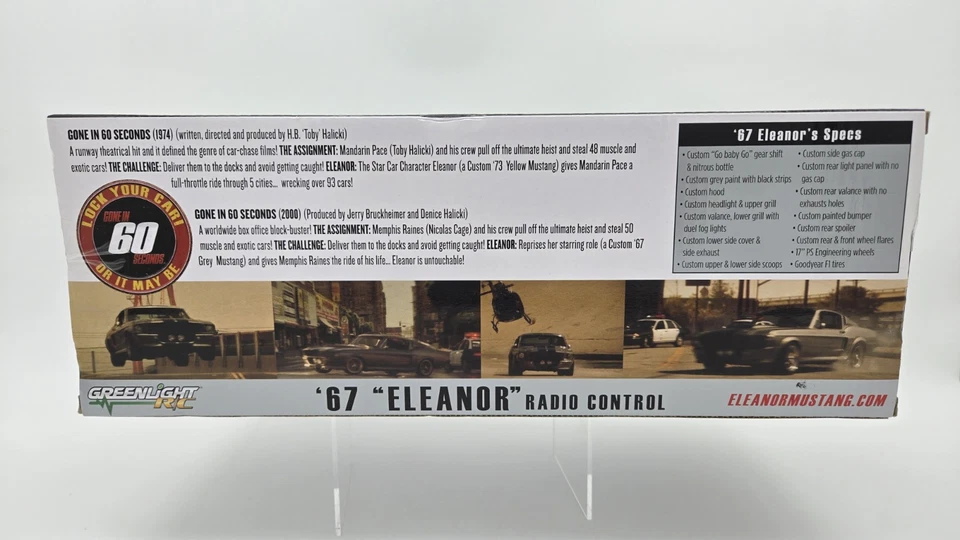 GONE IN 60 SECONDS (1974) (written, directed and produced by H.B. 'Toby' Halicki)
A runway theatrical hit and it defined the genre of car-chase films! THE ASSIGNMENT: Mandarin Pace (Toby Halicki) and his crew pull off the ultimate heist and steal 48 muscle and
exotic cars! THE CHALLENGE: Deliver them to the docks and avoid getting caught! ELEANOR: The Star Car Character Eleanor (a Custom '73 Yellow Mustang) gives Mandarin Pace a
full-throttle ride through 5 cities... wrecking over 93 cars!
LOCK YOUR CAR!
GONE IN
60
SECONDS
OR IT MAY BE
GONE IN 60 SECONDS (2000) (Produced by Jerry Bruckheimer and Denice Halicki)
A worldwide box office block-buster! THE ASSIGNMENT: Memphis Raines (Nicolas Cage) and his crew pull off the ultimate heist and steal 50
muscle and exotic cars! THE CHALLENGE: Deliver them to the docks and avoid getting caught! ELEANOR: Reprises her starring role (a Custom '67
Grey Mustang) and gives Memphis Raines the ride of his life... Eleanor is untouchable!
'67 Eleanor's Specs
• Custom "Go baby Go" gear shift
& nitrous bottle
• Custom grey paint with black strips
• Custom hood
• Custom headlight & upper grill
• Custom valance, lower grill with
duel fog lights
• Custom lower side cover &
side exhaust
• Custom upper & lower side scoops
• Custom side gas cap
• Custom rear light panel with no
gas cap
• Custom rear valance with no
exhausts holes
• Custom painted bumper
• Custom rear spoiler
• Custom rear & front wheel flares
• 17" PS Engineering wheels
• Goodyear F1 tires
GREENLIGHT
R/C
'67 "ELEANOR" RADIO CONTROL
ELEANORMUSTANG.COM